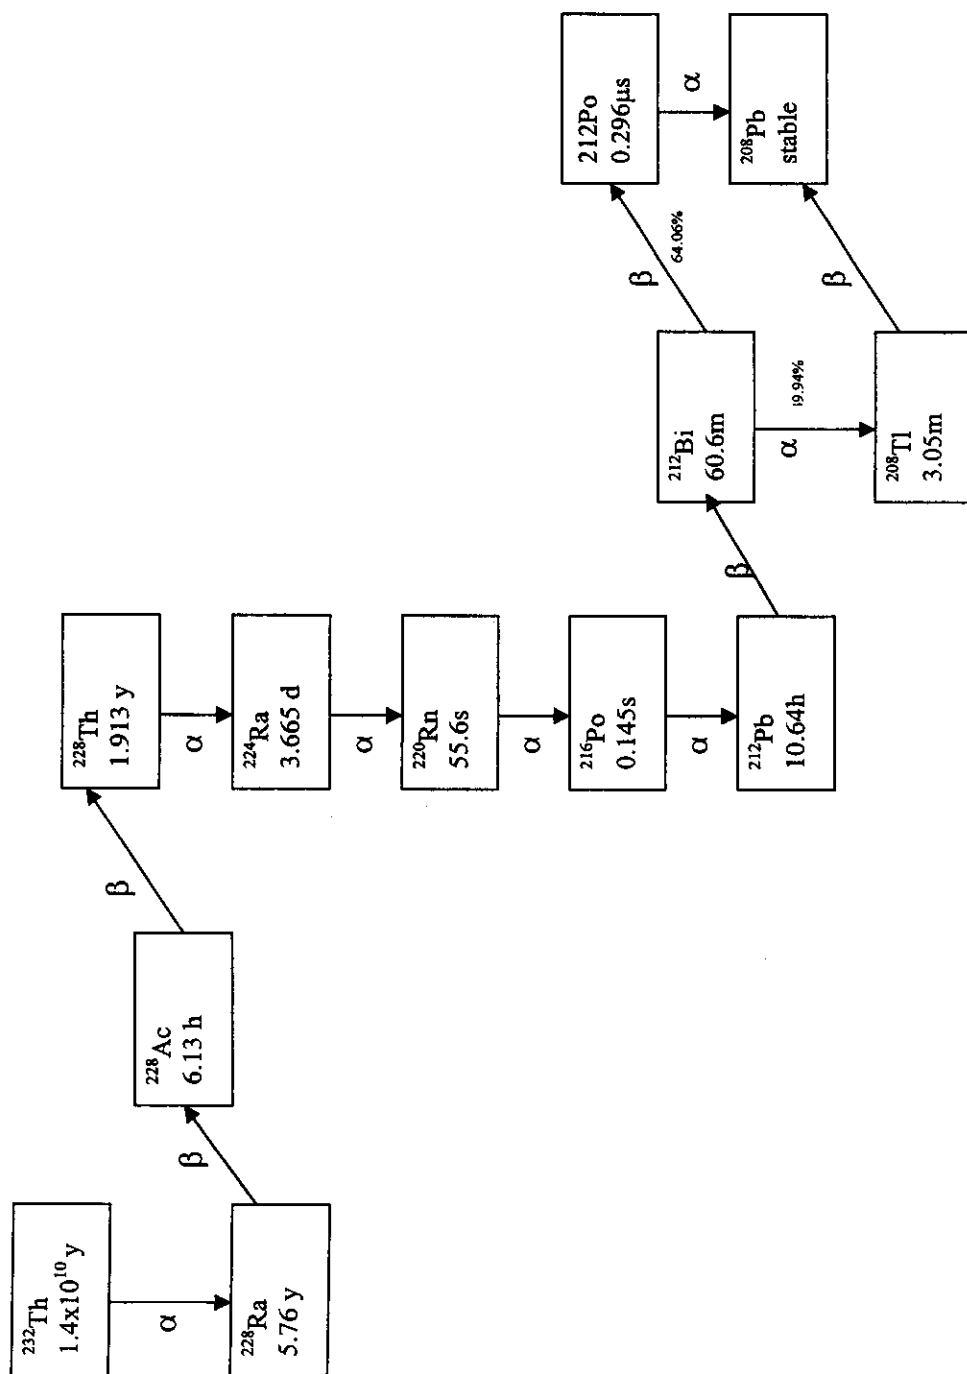 ²³²Th
1.4x10¹⁰ y
α
²²⁸Ra
5.76 y
β
²²⁸Ac
6.13 h
β
²²⁸Th
1.913 y
α
²²⁴Ra
3.665 d
α
²²⁰Rn
55.6s
α
²¹⁶Po
0.145s
α
²¹²Pb
10.64h
β
²¹²Bi
60.6m
β
64.06%
α
19.94%
212Po
0.296μs
α
²⁰⁸Tl
3.05m
β
²⁰⁸Pb
stable